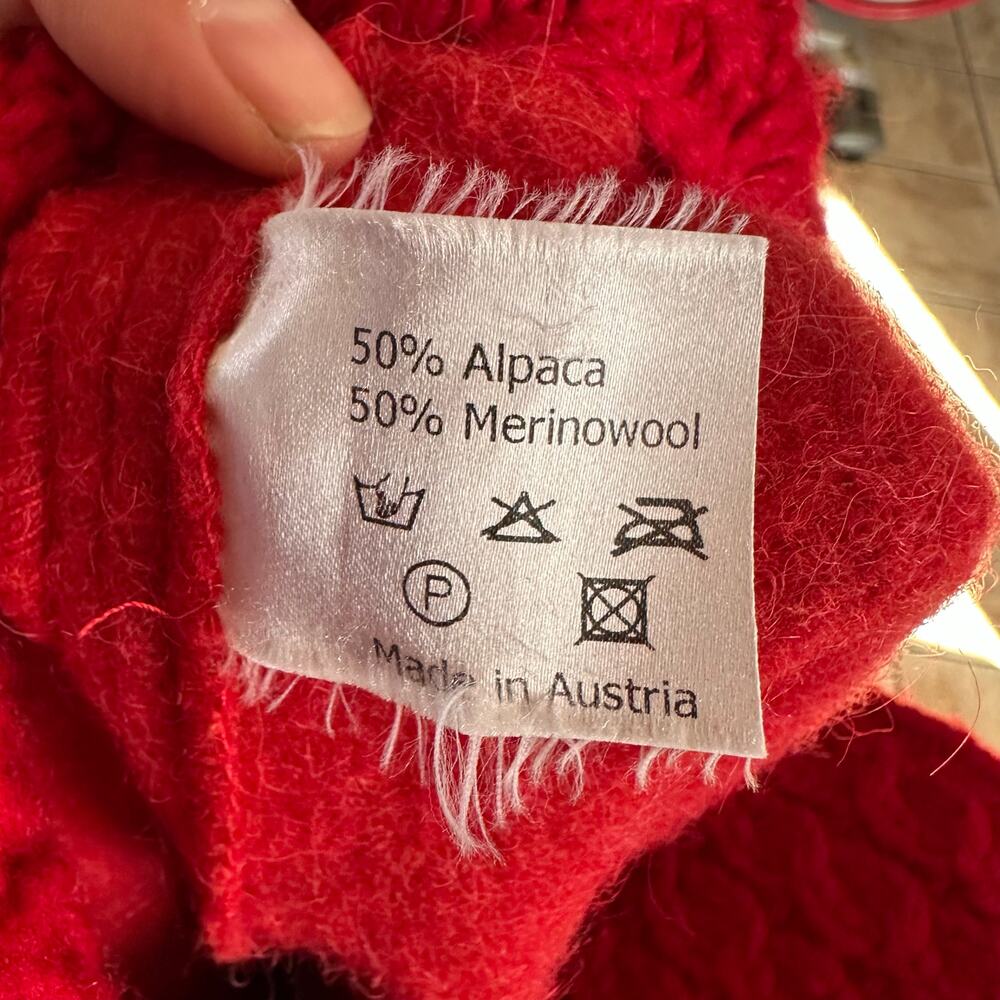 50% Alpaca
50% Merinowool
P
Made in Austria